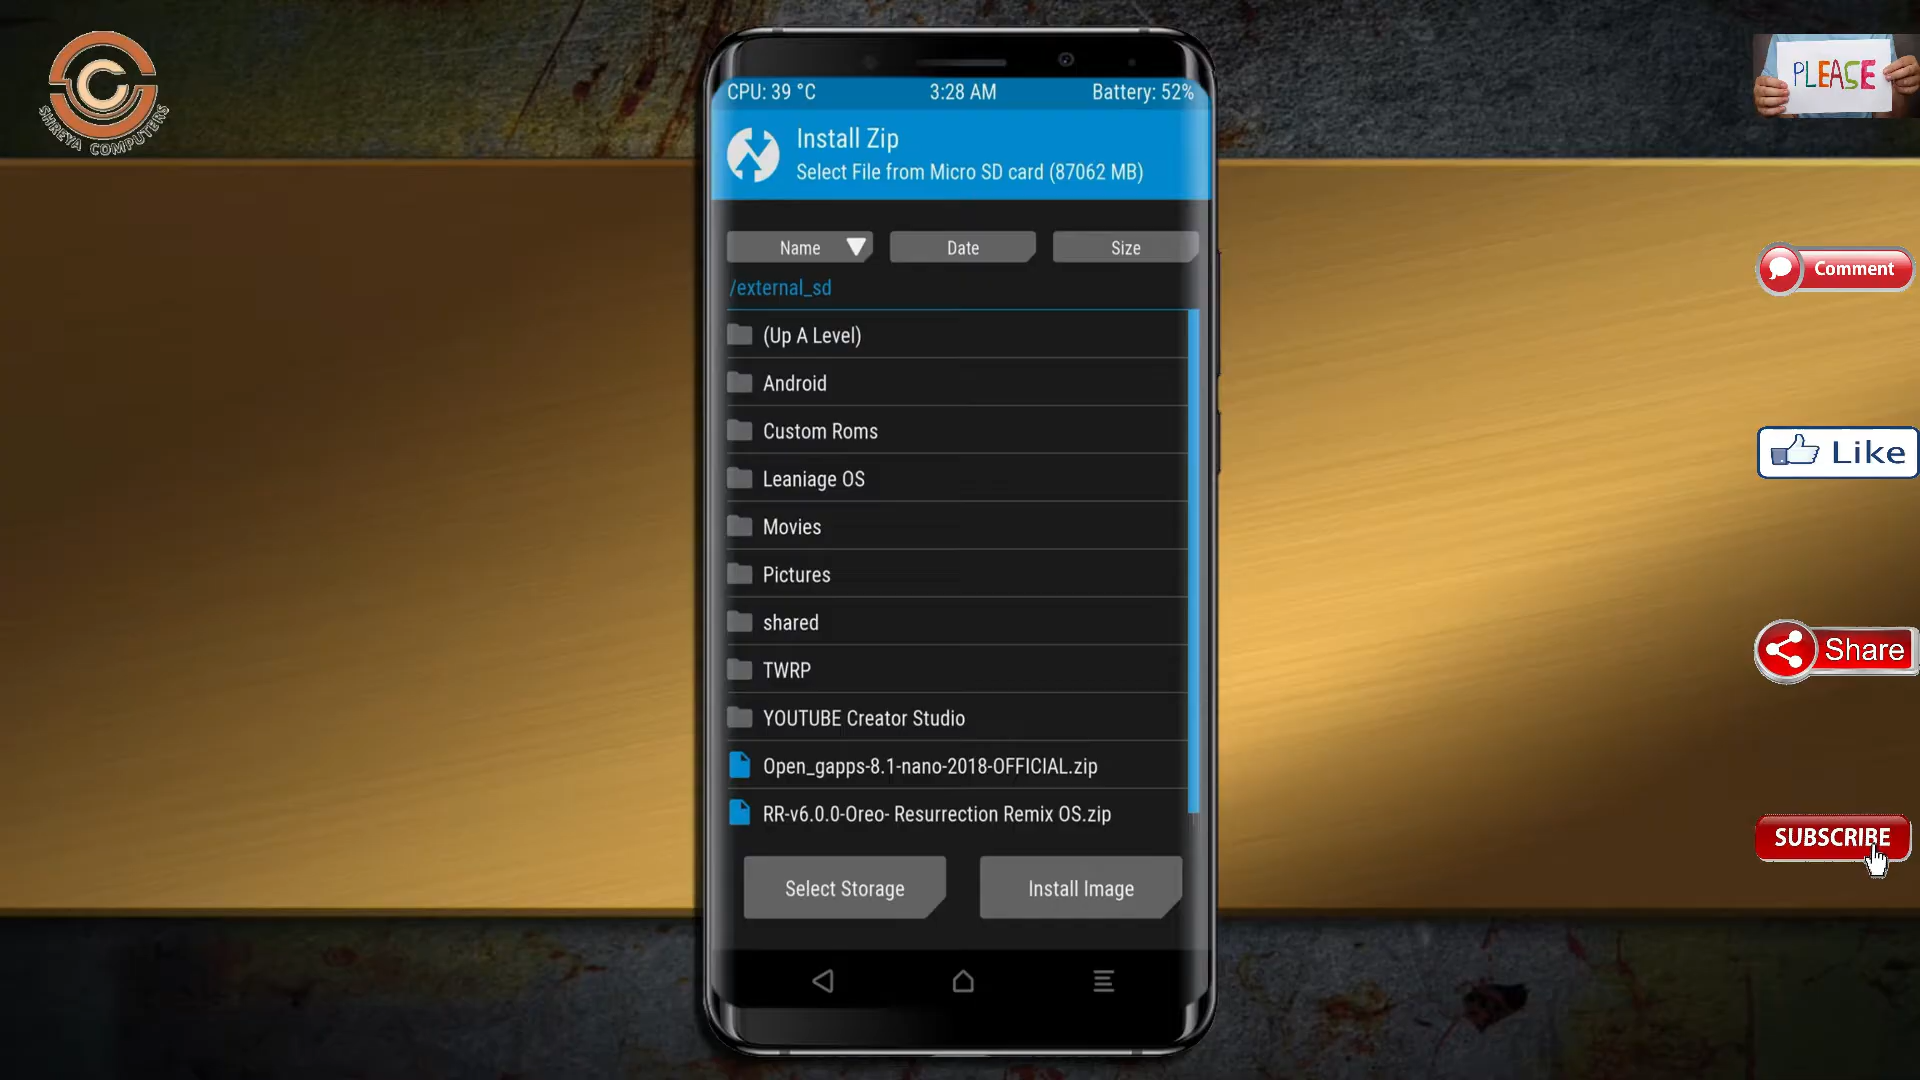 SHREYA COMPUTERS
PLEASE
CPU: 39 °C
3:28 AM
Battery: 52%
Install Zip
Select File from Micro SD card (87062 MB)
Name
Date
Size
/external_sd
(Up A Level)
Android
Custom Roms
Leaniage OS
Movies
Pictures
shared
TWRP
YOUTUBE Creator Studio
Open_gapps-8.1-nano-2018-OFFICIAL.zip
RR-v6.0.0-Oreo- Resurrection Remix OS.zip
Select Storage
Install Image
Comment
Like
Share
SUBSCRIBE